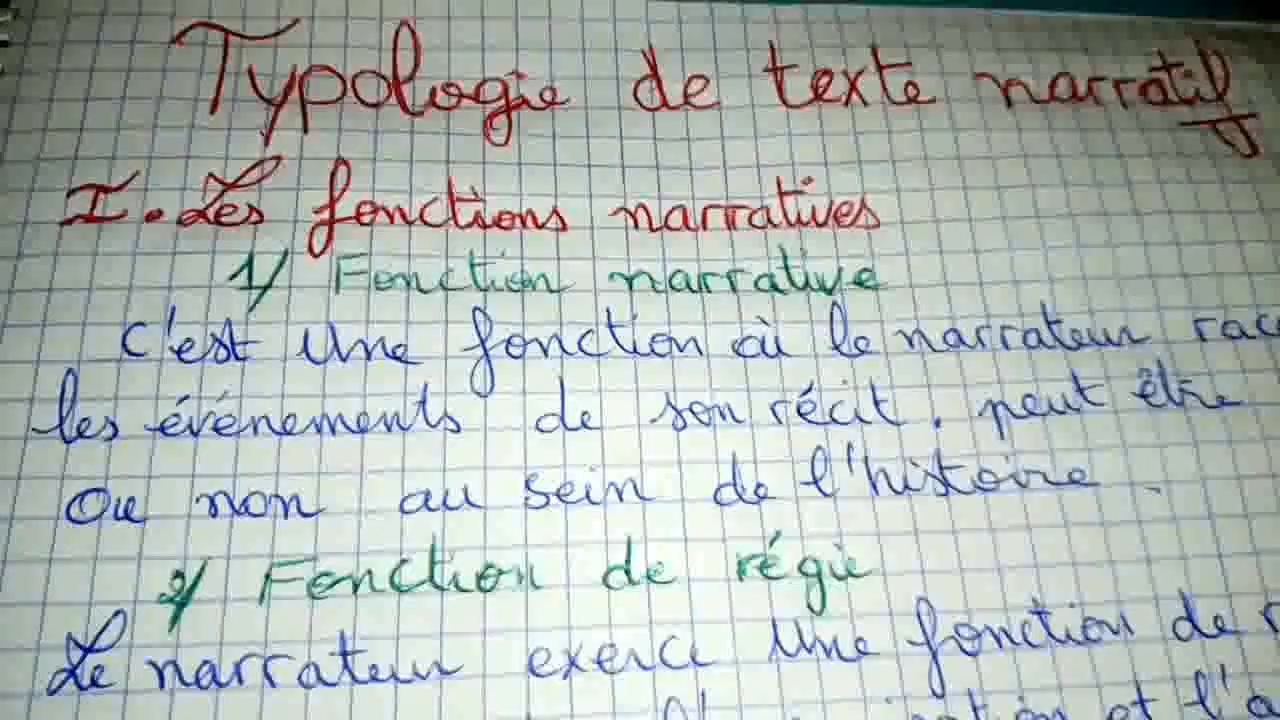 Typologie de texte narratif
I. Les fonctions narratives
1/ Fonction narrative
C'est une fonction où le narrateur rac
les événements de son récit. peut être
Ou non au sein de l'histoire.
2/ Fonction de régie
Le narrateur exerce une fonction de r
et l'a